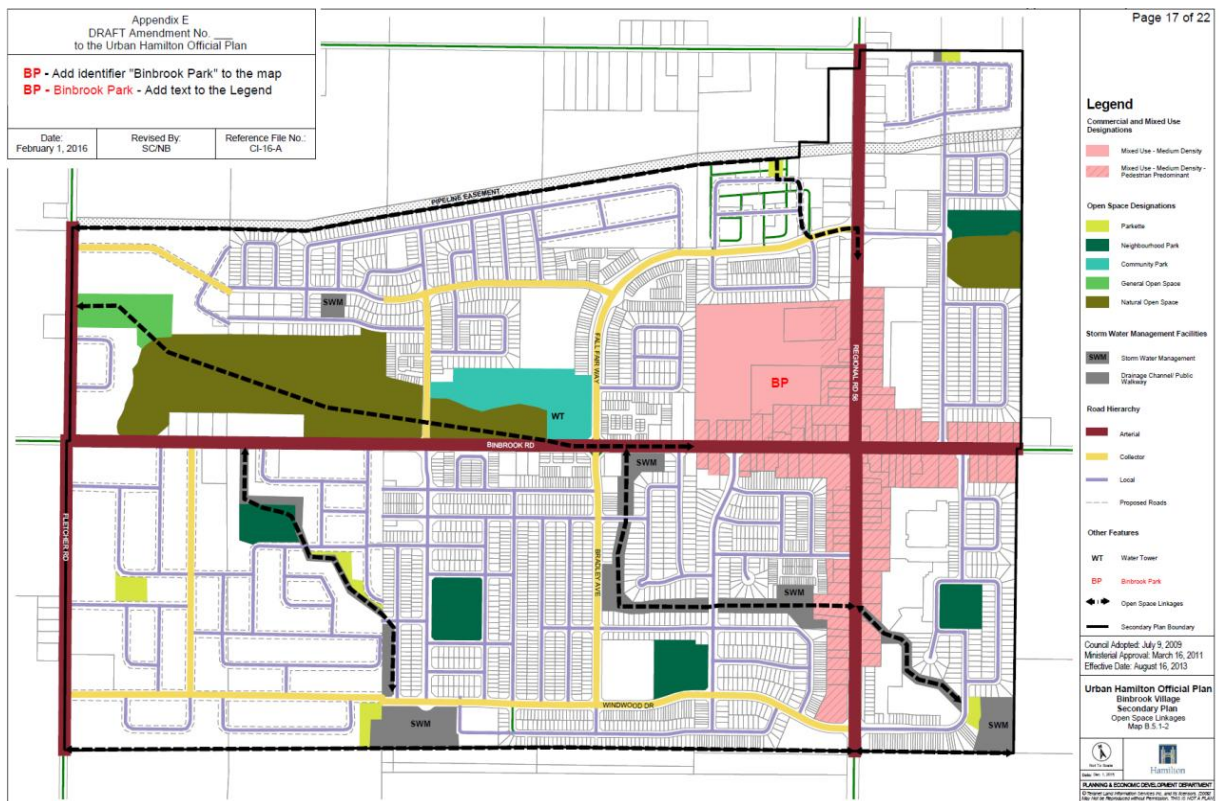 Page 17 of 22
Appendix E
DRAFT Amendment No. ___
to the Urban Hamilton Official Plan
BP - Add identifier "Binbrook Park" to the map
BP - Binbrook Park - Add text to the Legend
Date:
February 1, 2016
Revised By:
SC/NB
Reference File No.:
CI-16-A
PIPELINE EASEMENT
SWM
FALL FAIR WAY
REGIONAL RD 56
BP
WT
BINBROOK RD
SWM
FLETCHER RD
BRADLEY AVE
SWM
WINDWOOD DR
SWM
SWM
Legend
Commercial and Mixed Use
Designations
Mixed Use - Medium Density
Mixed Use - Medium Density -
Pedestrian Predominant
Open Space Designations
Parkette
Neighbourhood Park
Community Park
General Open Space
Natural Open Space
Storm Water Management Facilities
SWM
Storm Water Management
Drainage Channel/ Public
Walkway
Road Hierarchy
Arterial
Collector
Local
Proposed Roads
Other Features
WT Water Tower
BP Binbrook Park
Open Space Linkages
Secondary Plan Boundary
Council Adopted: July 9, 2009
Ministerial Approval: March 16, 2011
Effective Date: August 16, 2013
Urban Hamilton Official Plan
Binbrook Village
Secondary Plan
Open Space Linkages
Map B.5.1-2
Not To Scale
Hamilton
PLANNING & ECONOMIC DEVELOPMENT DEPARTMENT